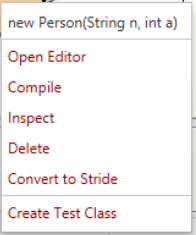 new Person(String n, int a)
Open Editor
Compile
Inspect
Delete
Convert to Stride
Create Test Class